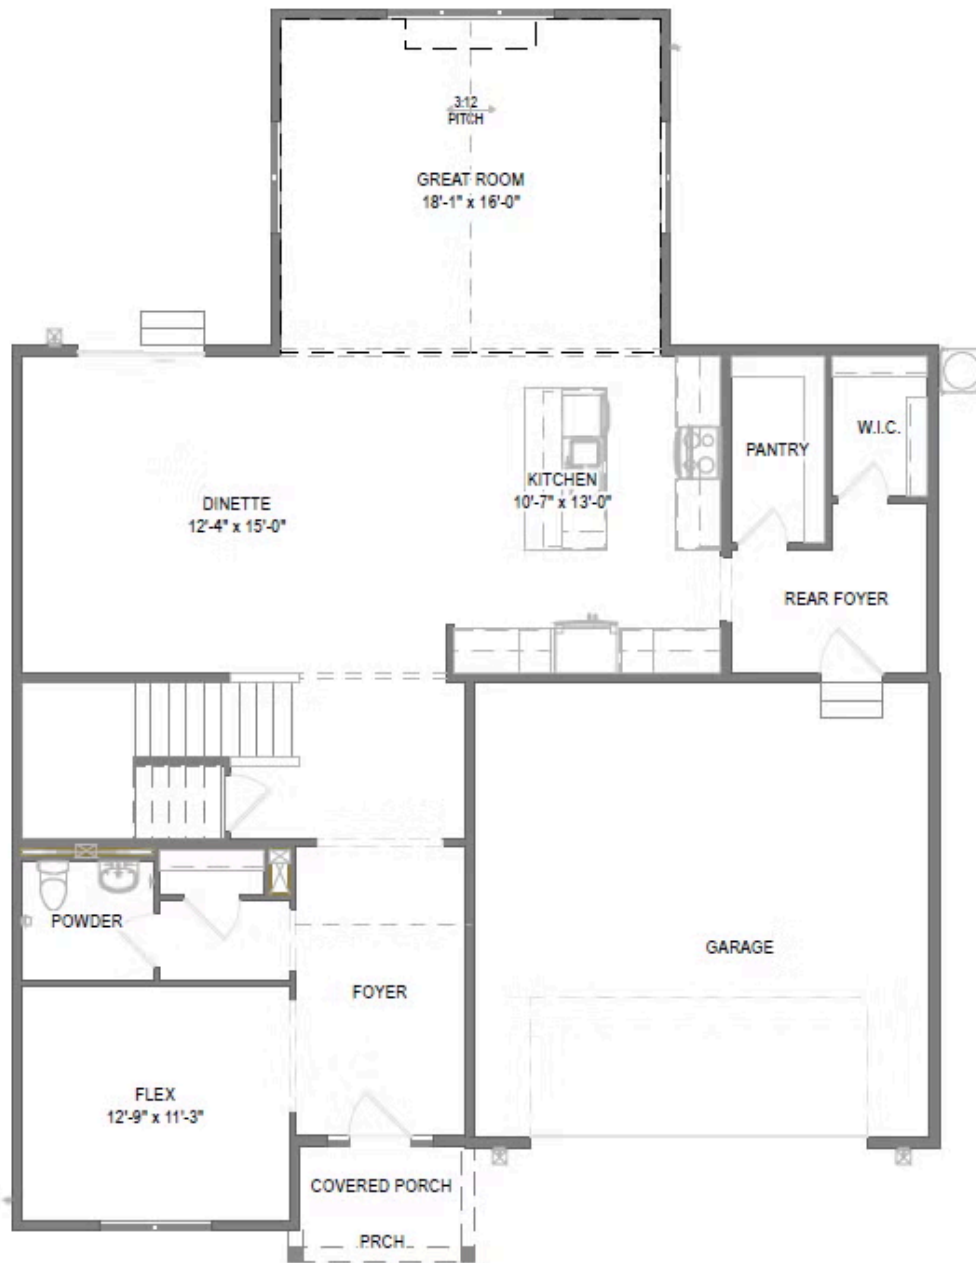 3:12
PITCH
GREAT ROOM
18'-1" x 16'-0"
PANTRY
W.I.C.
KITCHEN
10'-7" x 13'-0"
DINETTE
12'-4" x 15'-0"
REAR FOYER
POWDER
GARAGE
FOYER
FLEX
12'-9" x 11'-3"
COVERED PORCH
PRCH